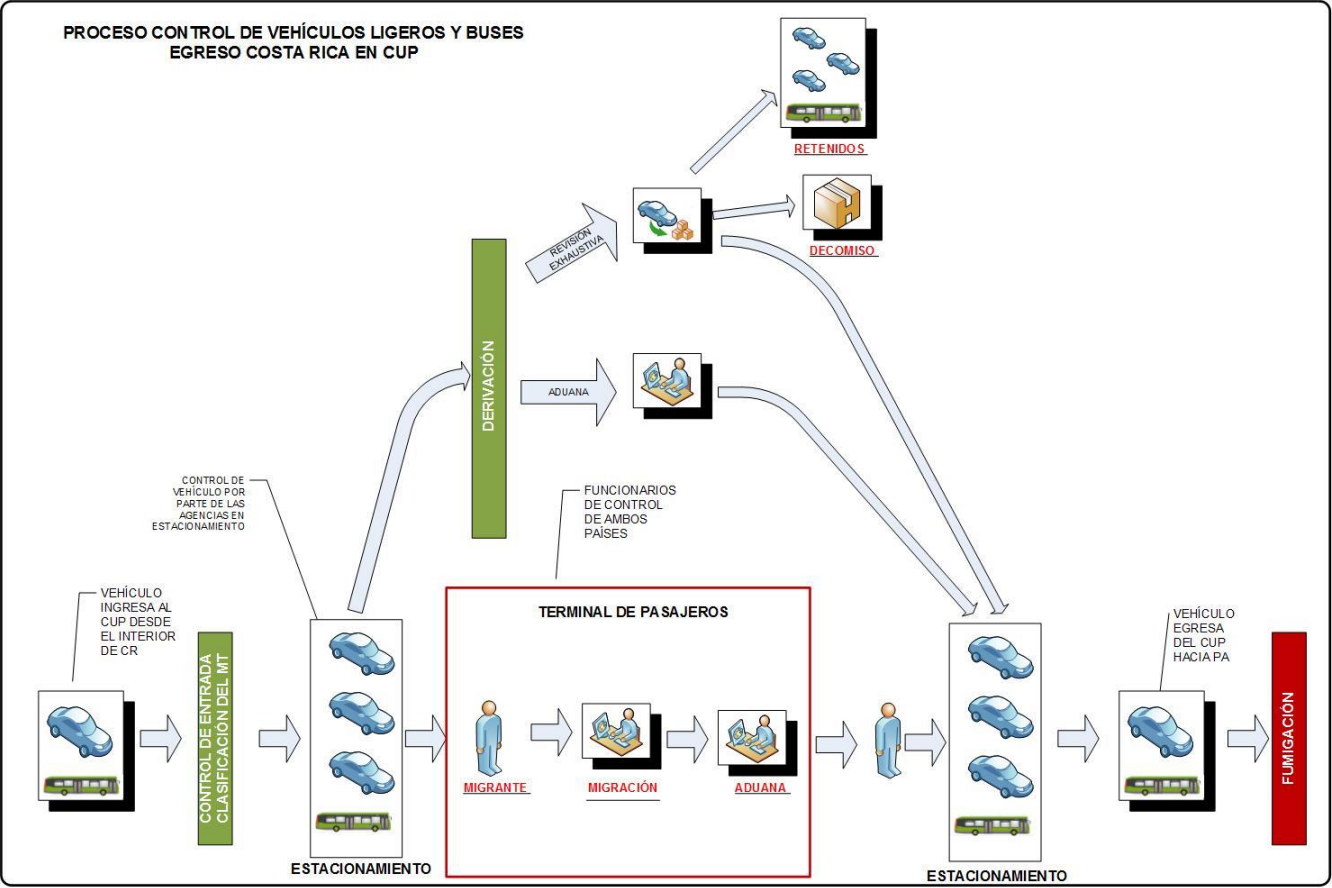 PROCESO CONTROL DE VEHÍCULOS LIGEROS Y BUSES
EGRESO COSTA RICA EN CUP
RETENIDOS
DECOMISO
REVISIÓN
EXHAUSTIVA
DERIVACIÓN
ADUANA
CONTROL DE
VEHÍCULO POR
PARTE DE LAS
AGENCIAS EN
ESTACIONAMIENTO
FUNCIONARIOS
DE CONTROL
DE AMBOS
PAÍSES
VEHÍCULO
INGRESA AL
CUP DESDE
EL INTERIOR
DE CR
CONTROL DE ENTRADA
CLASIFICACIÓN DEL MT
ESTACIONAMIENTO
TERMINAL DE PASAJEROS
MIGRANTE
MIGRACIÓN
ADUANA
ESTACIONAMIENTO
VEHÍCULO
EGRESA
DEL CUP
HACIA PA
FUMIGACIÓN